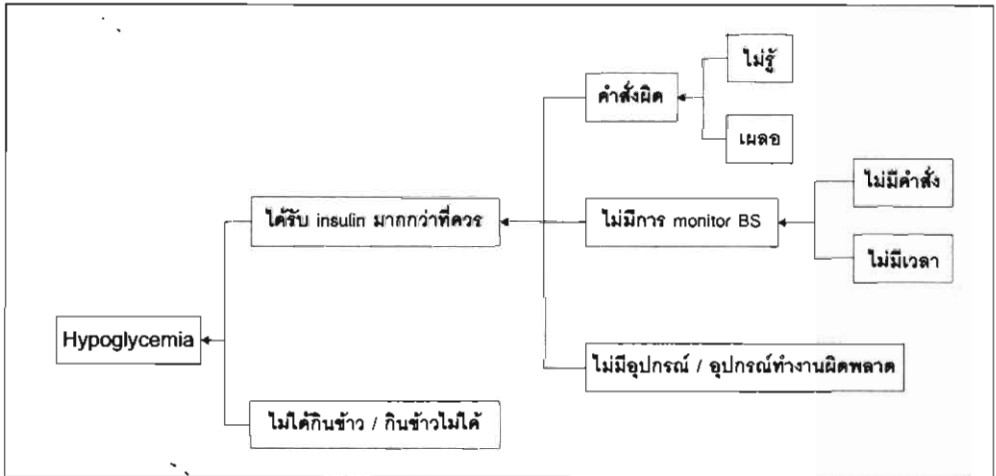 ไม่รู้
คำสั่งผิด
เผลอ
ไม่มีคำสั่ง
ได้รับ insulin มากกว่าที่ควร
ไม่มีการ monitor BS
ไม่มีเวลา
Hypoglycemia
ไม่มีอุปกรณ์ / อุปกรณ์ทำงานผิดพลาด
ไม่ได้กินข้าว / กินข้าวไม่ได้